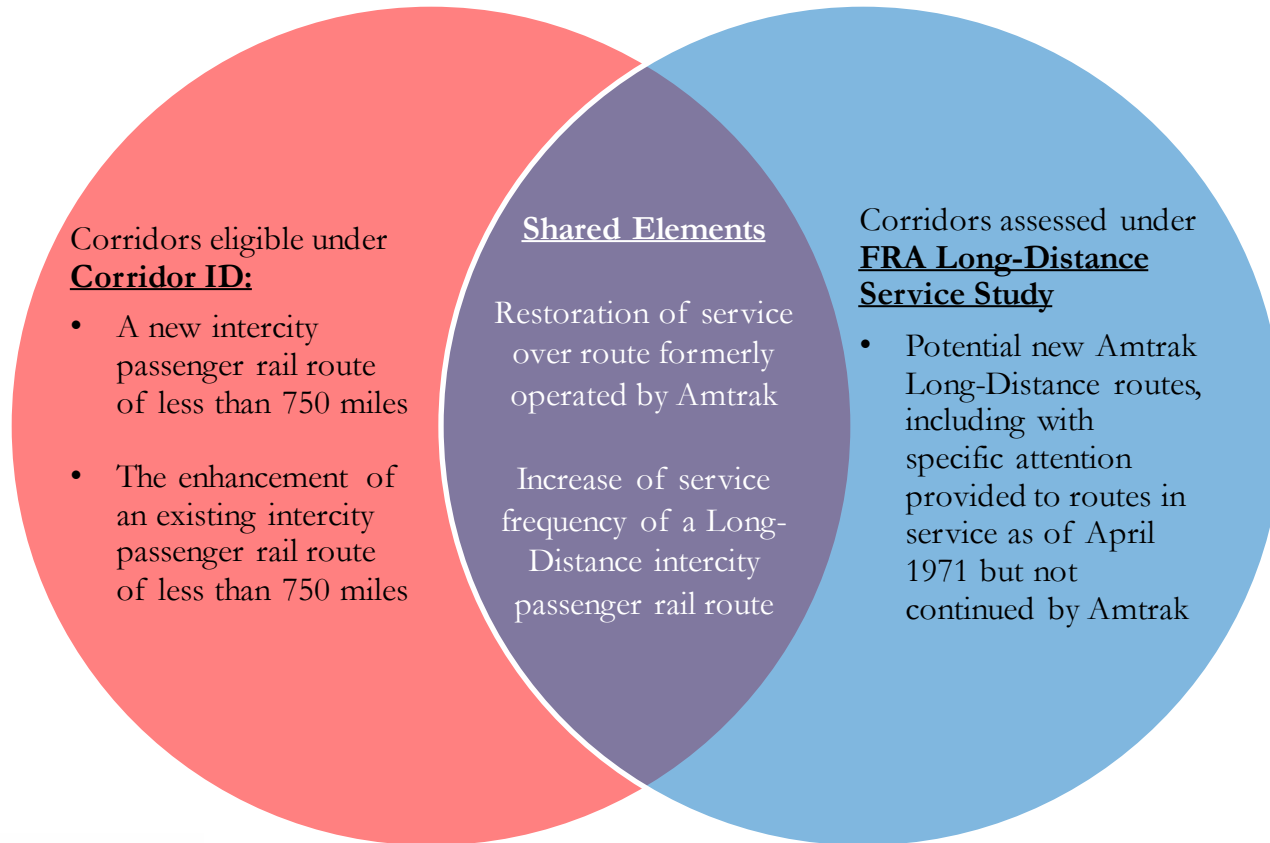 Corridors eligible under
Corridor ID:
• A new intercity
passenger rail route
of less than 750 miles
• The enhancement of
an existing intercity
passenger rail route
of less than 750 miles
Shared Elements
Restoration of service
over route formerly
operated by Amtrak
Increase of service
frequency of a Long-
Distance intercity
passenger rail route
Corridors assessed under
FRA Long-Distance
Service Study
• Potential new Amtrak
Long-Distance routes,
including with
specific attention
provided to routes in
service as of April
1971 but not
continued by Amtrak